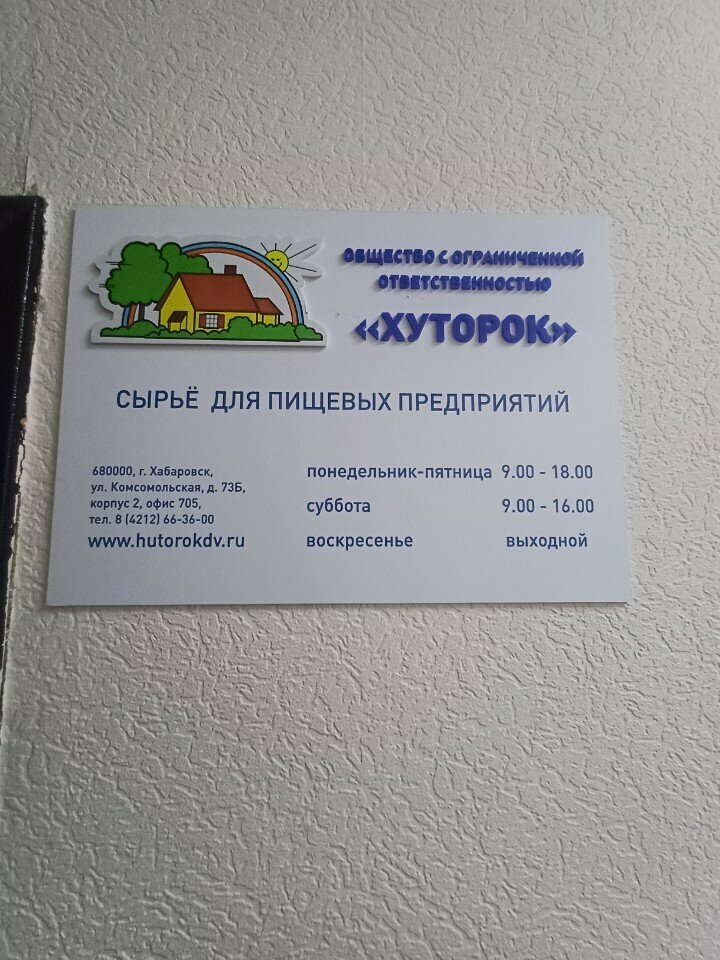 ОБЩЕСТВО С ОГРАНИЧЕННОЙ
ОТВЕТСТВЕННОСТЬЮ
«ХУТОРОК»
СЫРЬЁ ДЛЯ ПИЩЕВЫХ ПРЕДПРИЯТИЙ
680000, г. Хабаровск,
ул. Комсомольская, д. 73Б,
корпус 2, офис 705,
тел. 8 (4212) 66-36-00
www.hutorokdv.ru
понедельник-пятница 9.00 - 18.00
суббота 9.00 - 16.00
воскресенье выходной